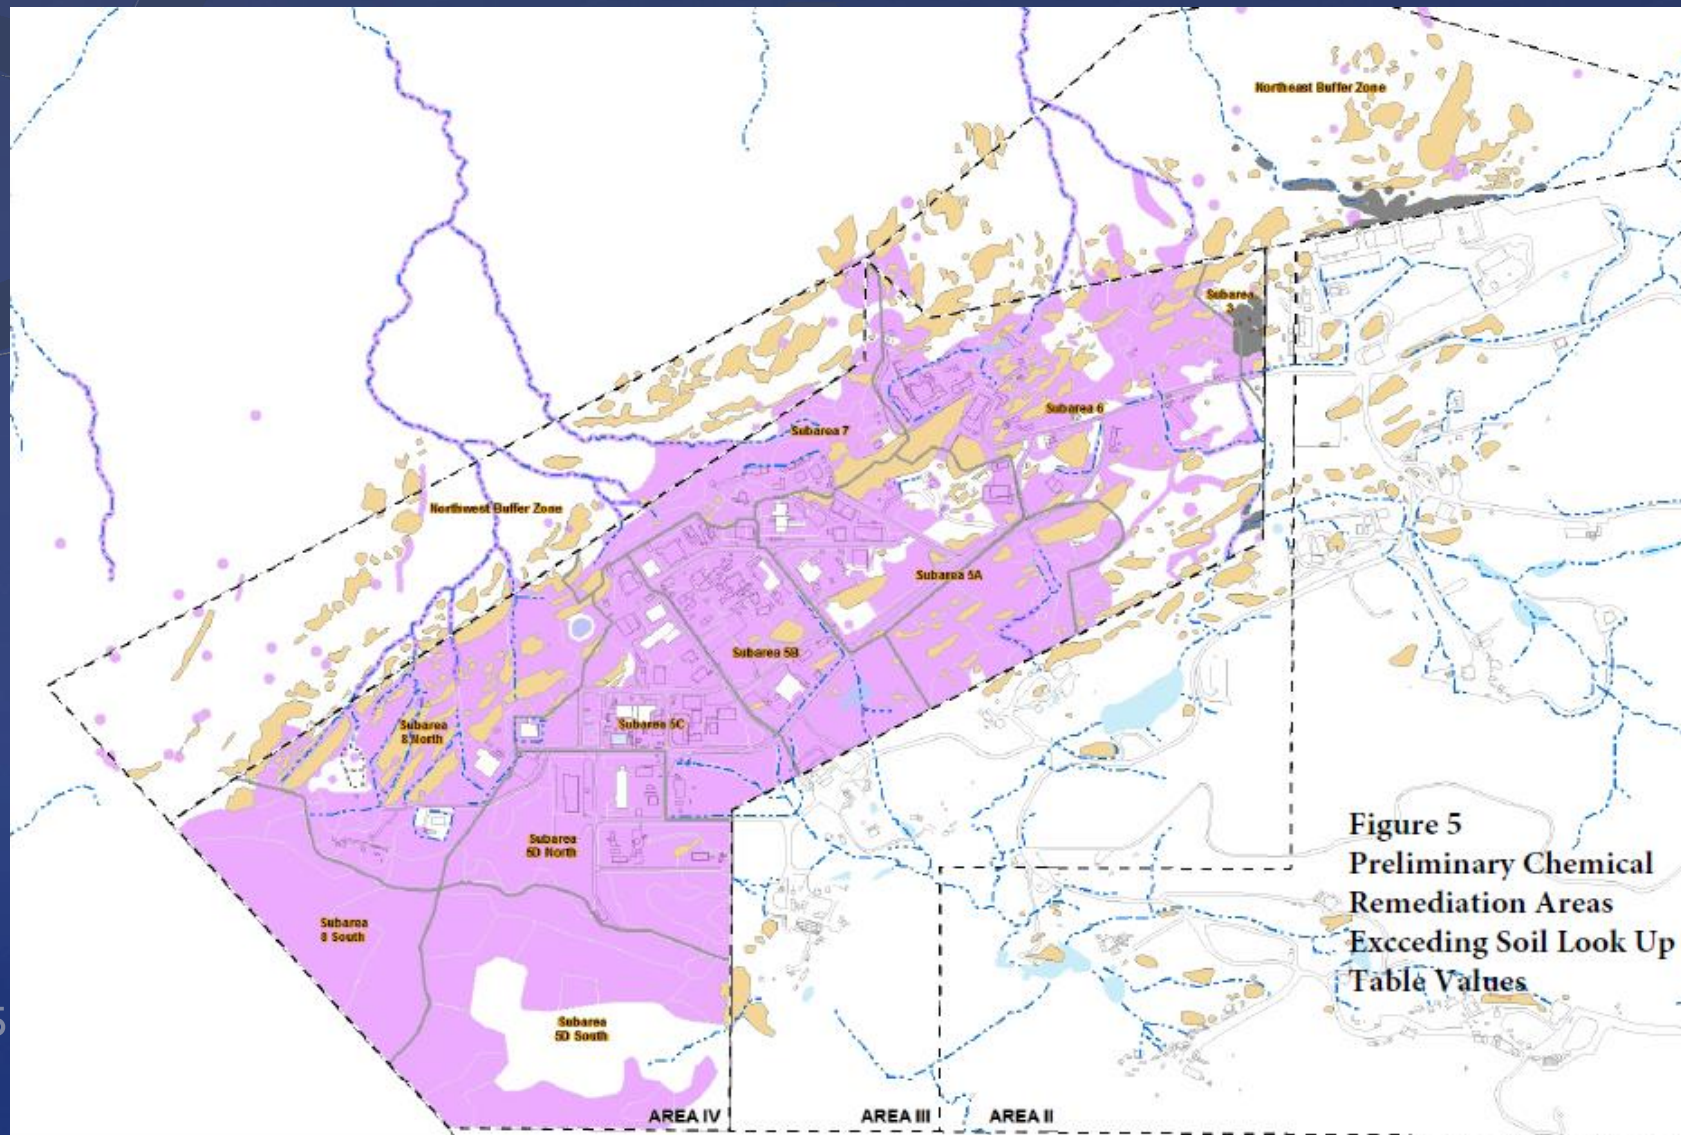 Northeast Buffer Zone
Subarea
3
Subarea 6
Subarea 7
Northwest Buffer Zone
Subarea 5A
Subarea 5B
Subarea 5C
Subarea
8 North
Subarea
5D North
Subarea
8 South
Subarea
5D South
Figure 5
Preliminary Chemical
Remediation Areas
Excceding Soil Look Up
Table Values
AREA IV
AREA III
AREA II